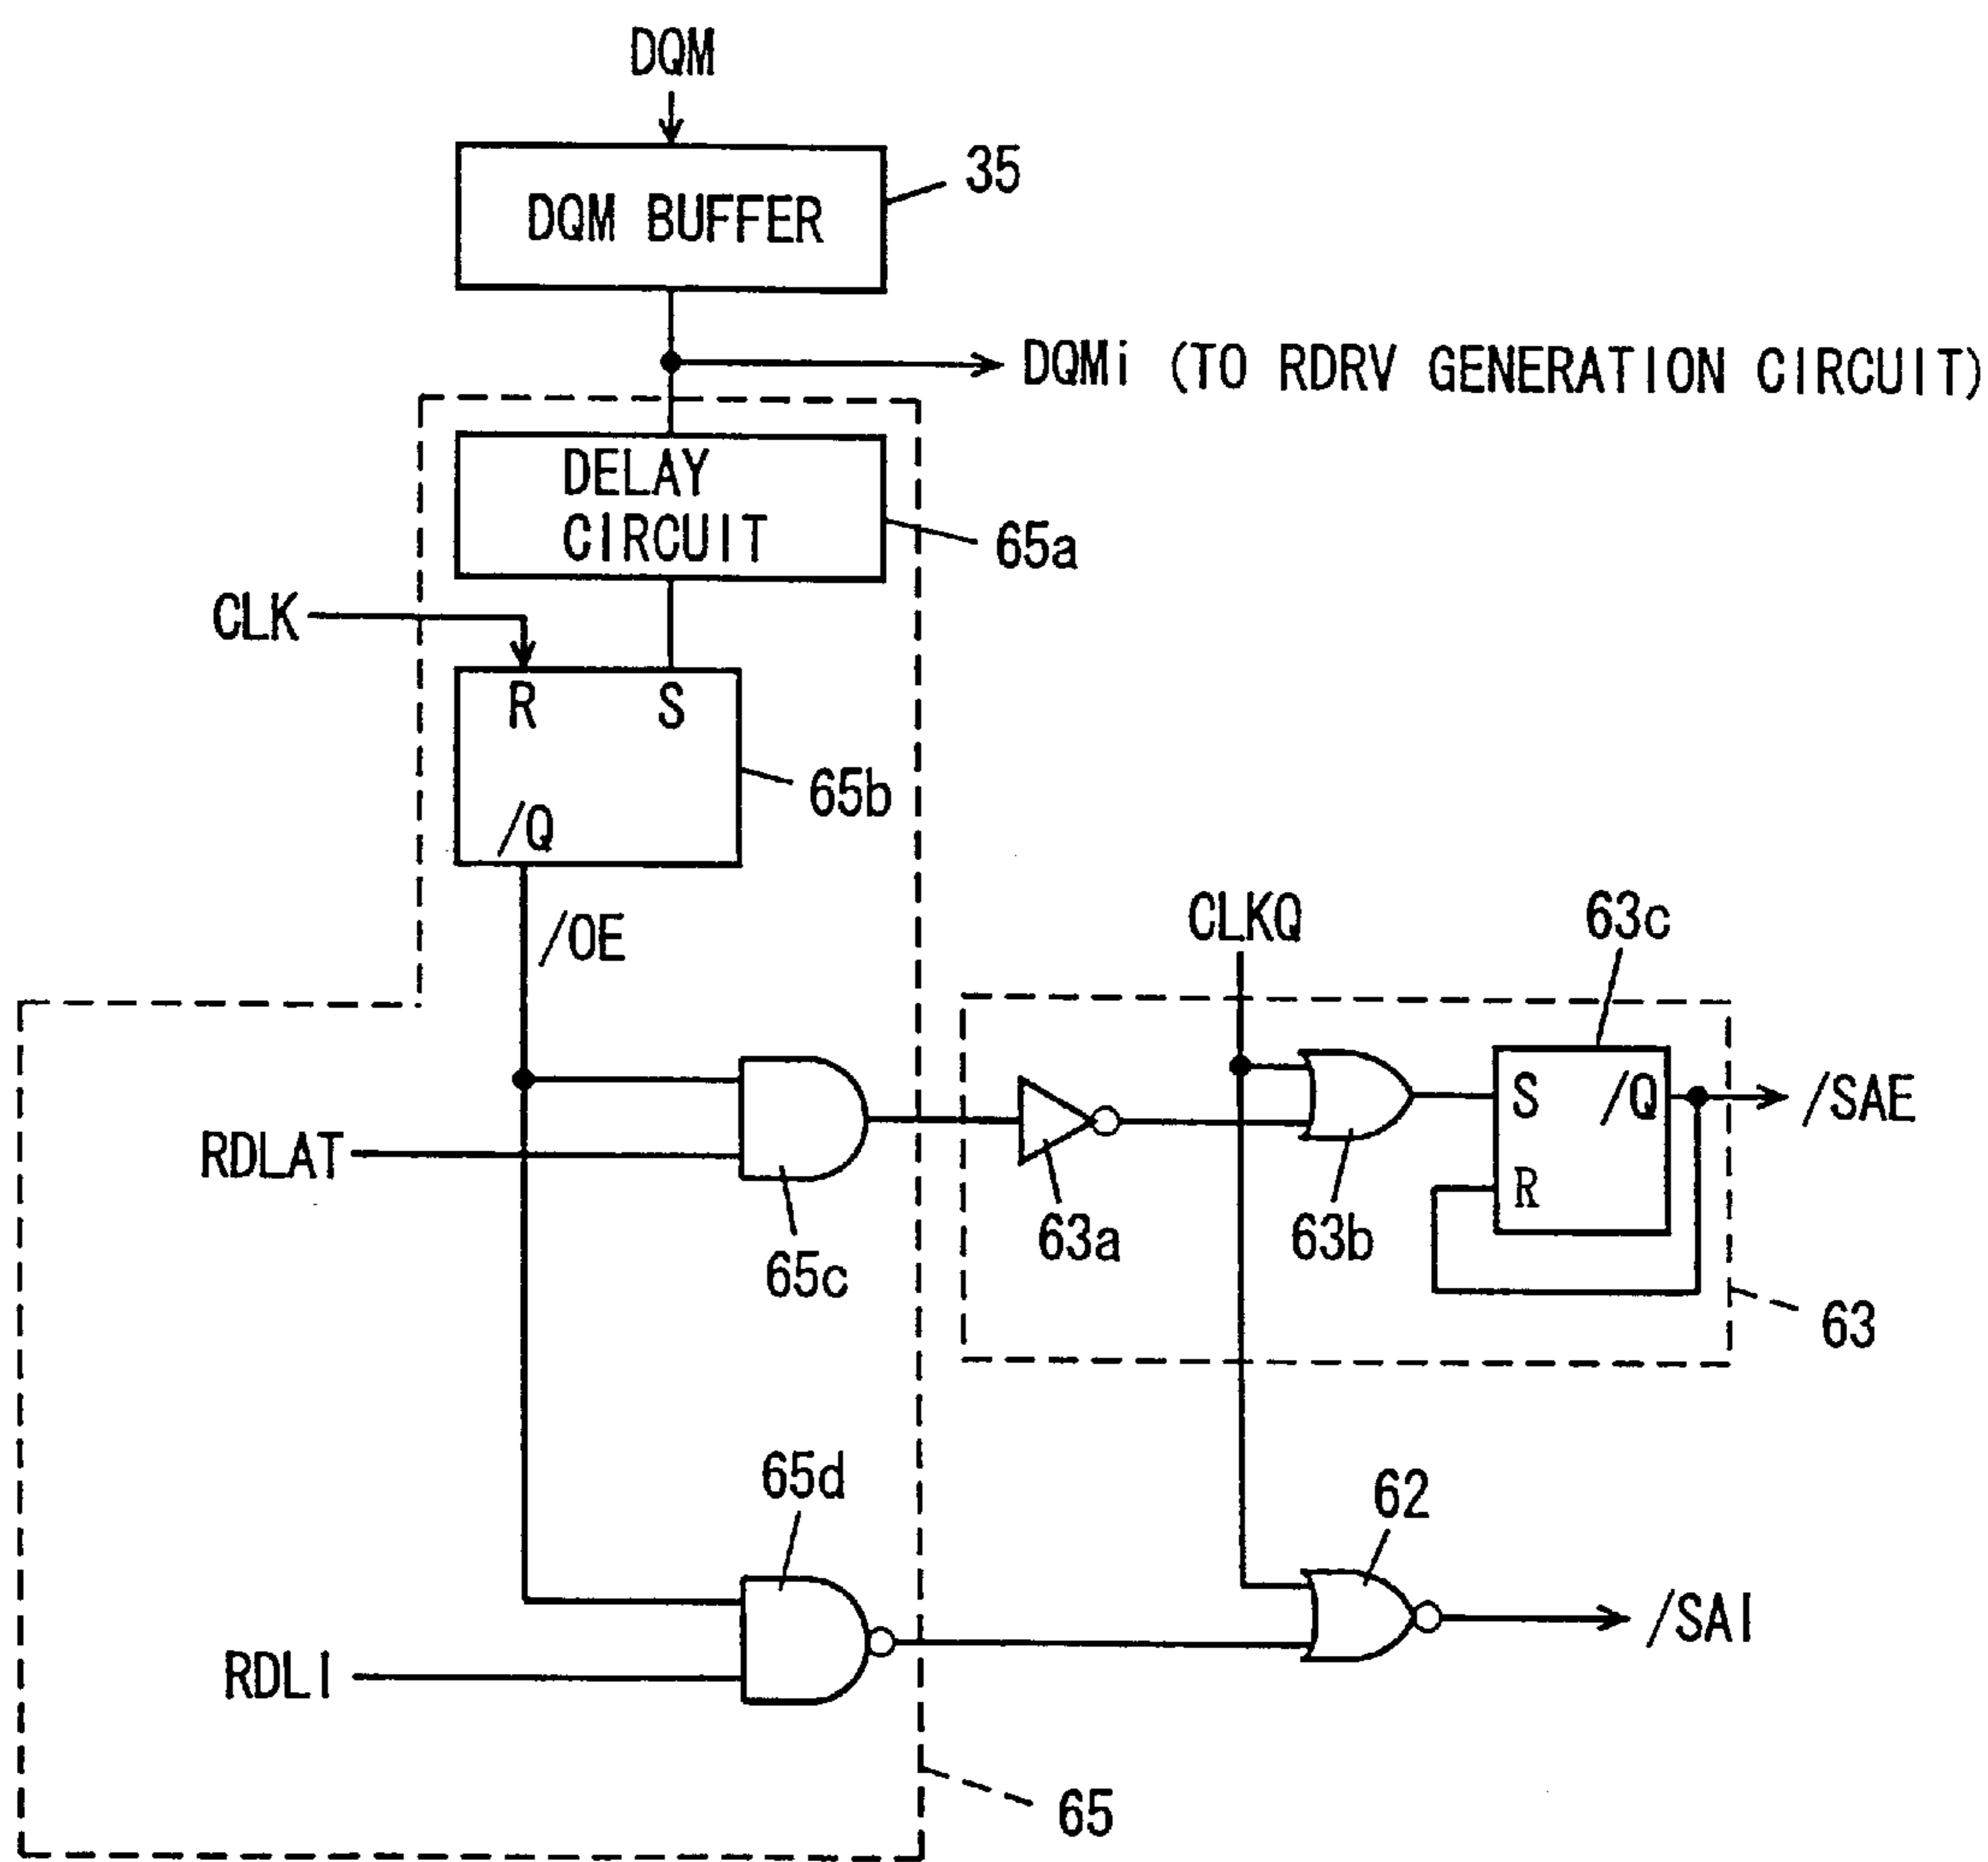 DQM
35
DQM BUFFER
DQMi (TO RDRV GENERATION CIRCUIT)
DELAY
CIRCUIT
65a
CLK
R S
65b
/Q
/OE
CLKQ
63c
S /Q
/SAE
RDLAT
R
63a
63b
65c
63
65d
62
/SAI
RDLI
65